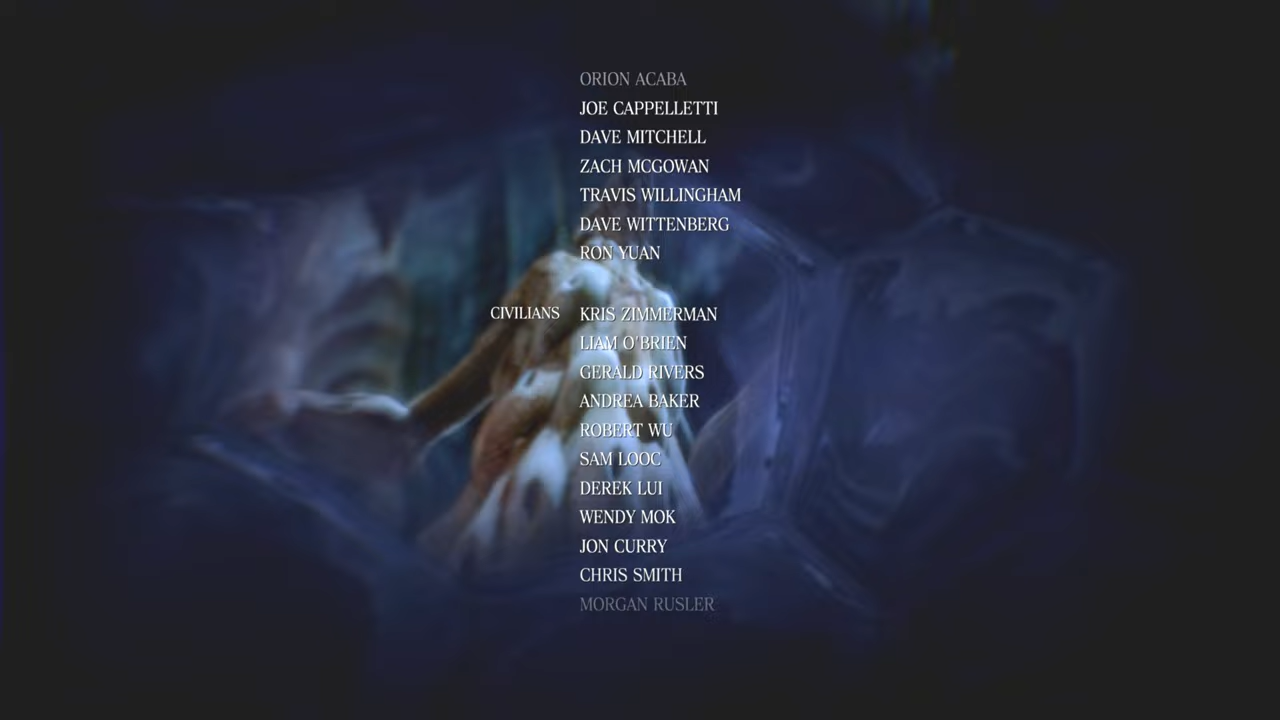 ORION ACABA
JOE CAPPELLETTI
DAVE MITCHELL
ZACH MCGOWAN
TRAVIS WILLINGHAM
DAVE WITTENBERG
RON YUAN
CIVILIANS KRIS ZIMMERMAN
LIAM O'BRIEN
GERALD RIVERS
ANDREA BAKER
ROBERT WU
SAM LOOC
DEREK LUI
WENDY MOK
JON CURRY
CHRIS SMITH
MORGAN RUSLER